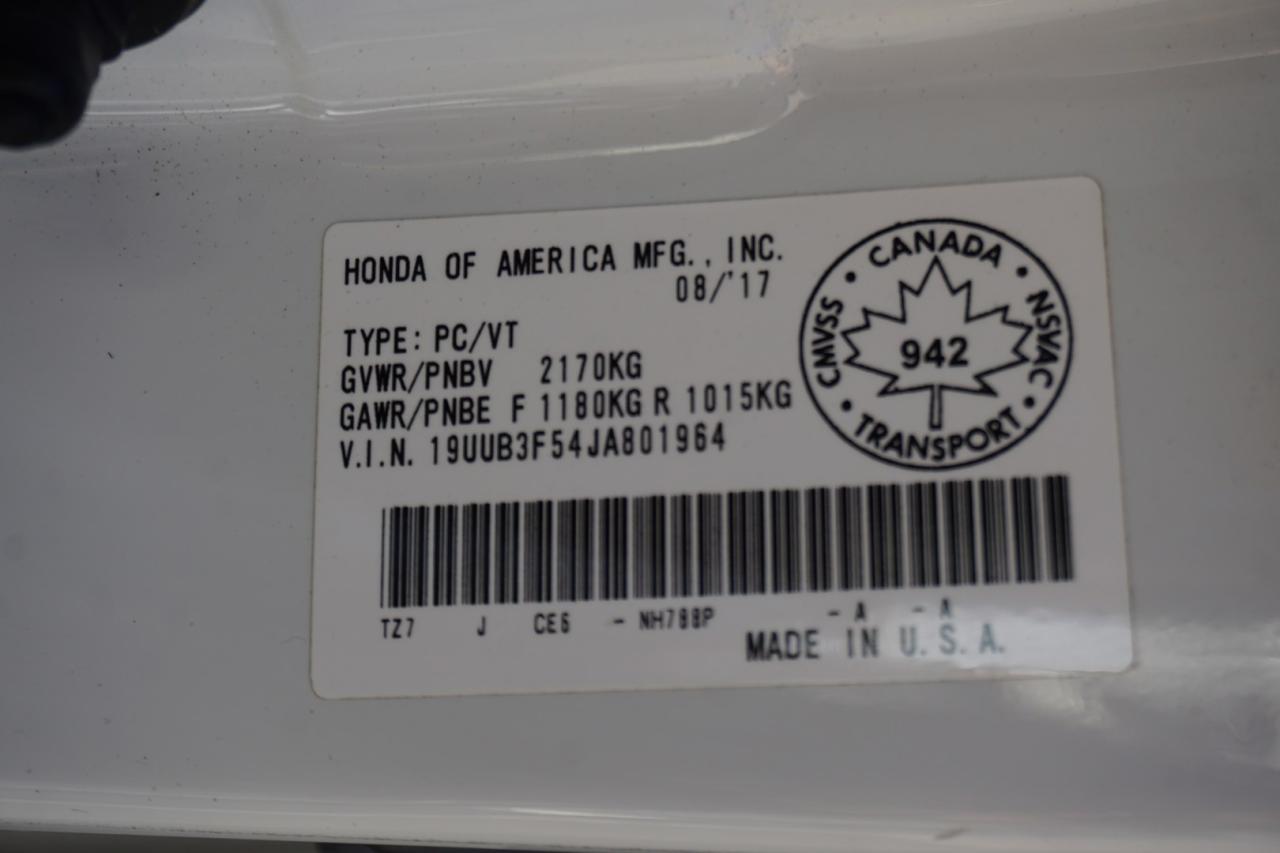 HONDA OF AMERICA MFG., INC.
08/'17
TYPE: PC/VT
GVWR/PNBV 2170KG
GAWR/PNBE F 1180KG R 1015KG
V.I.N. 19UUB3F54JA801964
CANADA
CMVSS
NSVAC
942
TRANSPORT
TZ7 J CE6 - NH788P - A - A
MADE IN U.S.A.